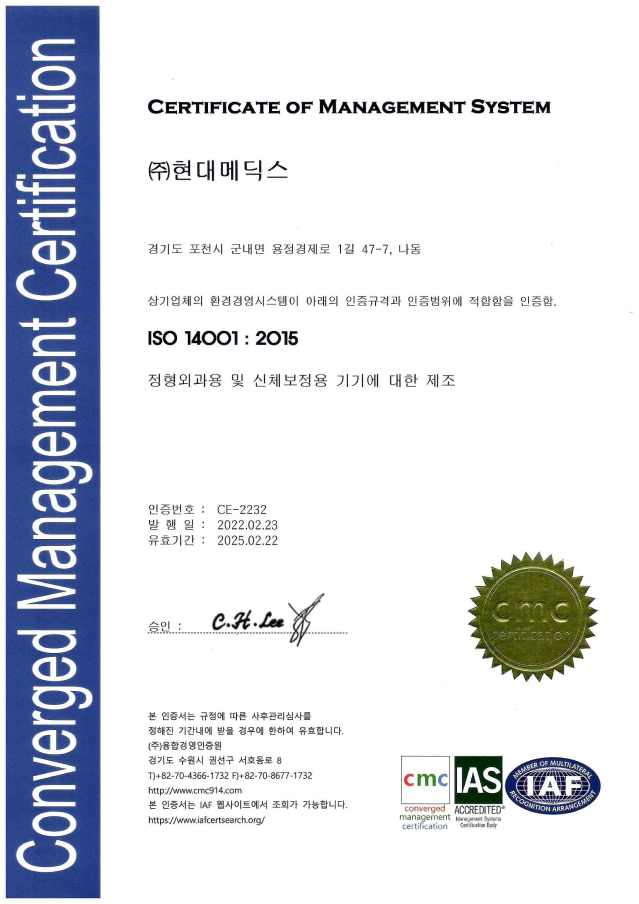 Converged Management Certification
CERTIFICATE OF MANAGEMENT SYSTEM
㈜현대메딕스
경기도 포천시 군내면 용정경제로 1길 47-7, 나동
상기업체의 환경경영시스템이 아래의 인증규격과 인증범위에 적합함을 인증함.
ISO 14001 : 2015
정형외과용 및 신체보정용 기기에 대한 제조
인증번호 : CE-2232
발 행 일 : 2022.02.23
유효기간 : 2025.02.22
승인 : C.H.Lee
cmc
certification
본 인증서는 규정에 따른 사후관리심사를
정해진 기간내에 받을 경우에 한하여 유효합니다.
(주)융합경영인증원
경기도 수원시 권선구 서호동로 8
T)+82-70-4366-1732 F)+82-70-8677-1732
http://www.cmc914.com
본 인증서는 IAF 웹사이트에서 조회가 가능합니다.
https://www.iafcertsearch.org/
cmc
converged
management
certification
IAS
ACCREDITED®
Management Systems
Certification Body
MEMBER OF MULTILATERAL
IAF
RECOGNITION ARRANGEMENT